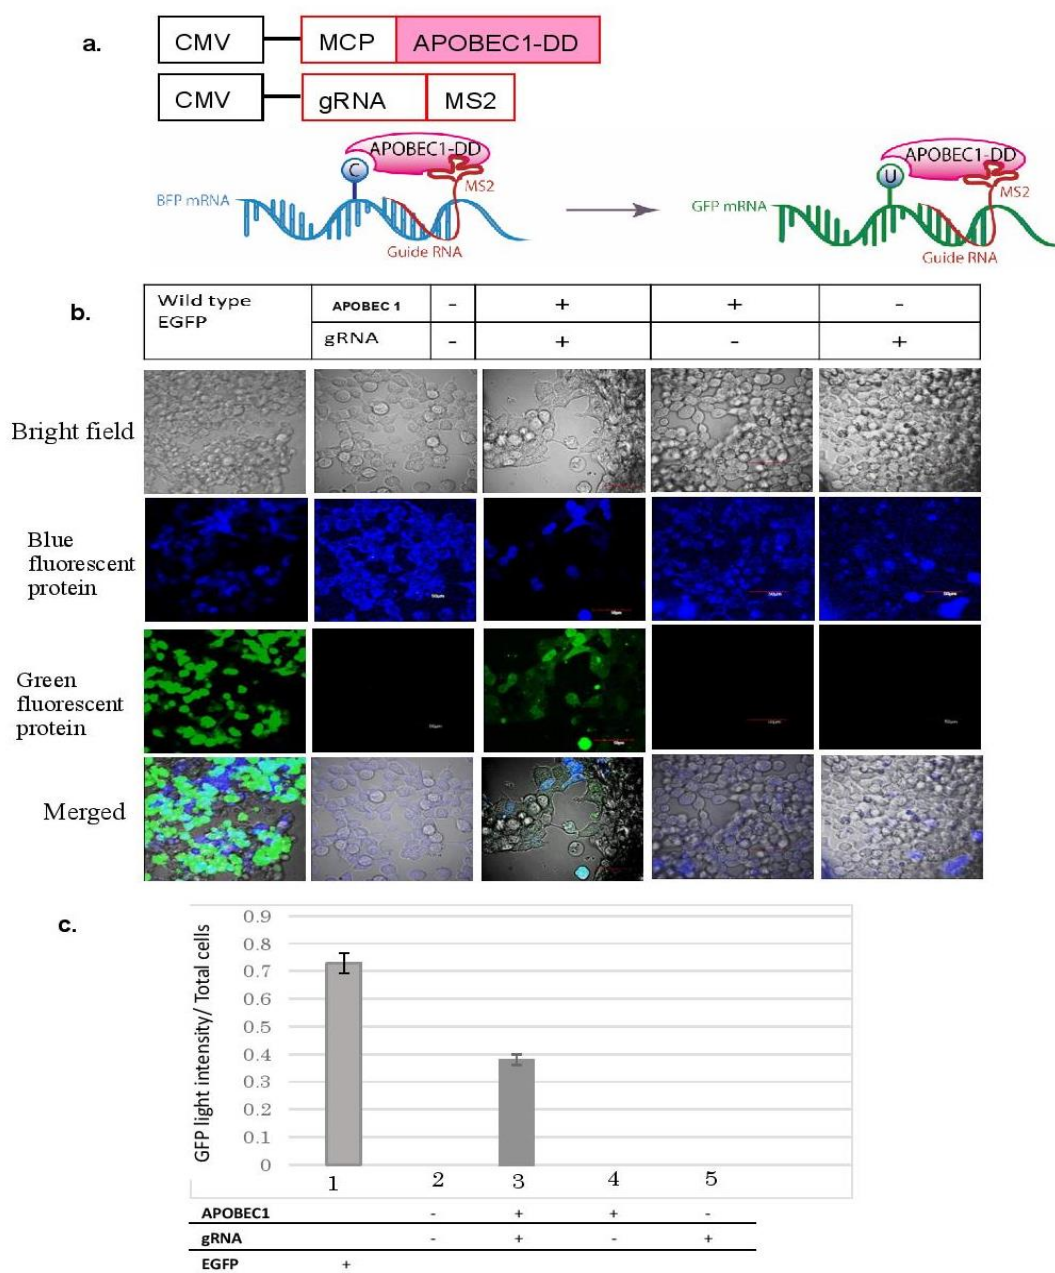 a.
CMV
MCP
APOBEC1-DD
CMV
gRNA
MS2
APOBEC1-DD
C
MS2
BFP mRNA
Guide RNA
APOBEC1-DD
U
MS2
GFP mRNA
Guide RNA
b.
Wild type
EGFP
APOBEC 1 - + + -
gRNA - + - +
Bright field
Blue
fluorescent
protein
Green
fluorescent
protein
Merged
c.
GFP light intensity/ Total cells
0.9
0.8
0.7
0.6
0.5
0.4
0.3
0.2
0.1
0
1 2 3 4 5
APOBEC1 - + + -
gRNA - + - +
EGFP +